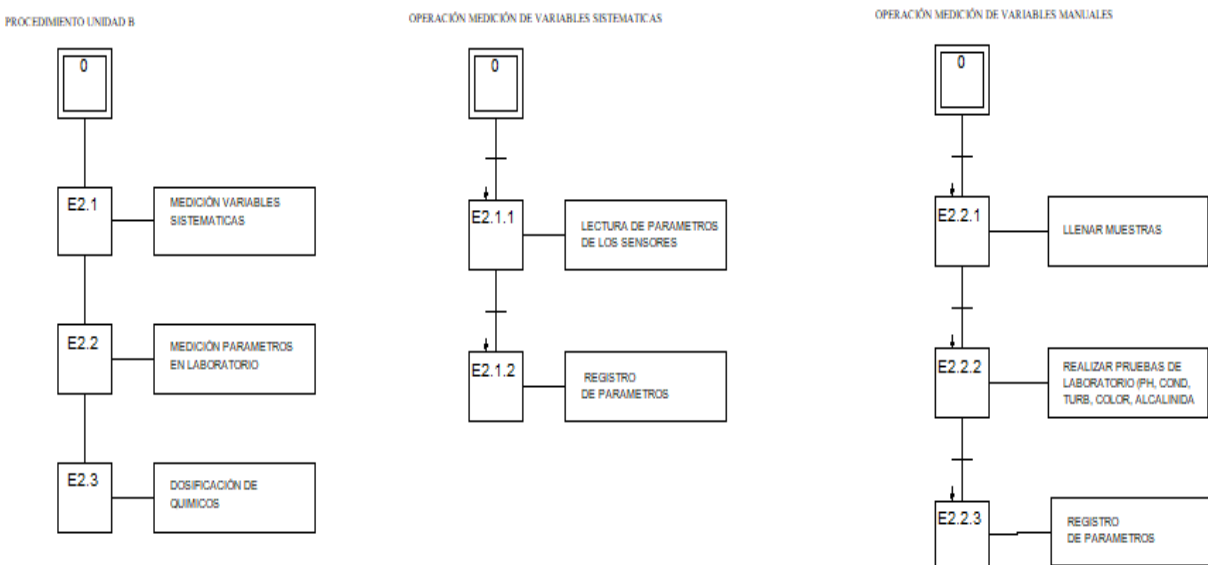 PROCEDIMIENTO UNIDAD B
0
E2.1
MEDICIÓN VARIABLES
SISTEMATICAS
E2.2
MEDICIÓN PARAMETROS
EN LABORATORIO
E2.3
DOSIFICACIÓN DE
QUIMICOS
OPERACIÓN MEDICIÓN DE VARIABLES SISTEMATICAS
0
E2.1.1
LECTURA DE PARAMETROS
DE LOS SENSORES
E2.1.2
REGISTRO
DE PARAMETROS
OPERACIÓN MEDICIÓN DE VARIABLES MANUALES
0
E2.2.1
LLENAR MUESTRAS
E2.2.2
REALIZAR PRUEBAS DE
LABORATORIO (PH, COND,
TURB, COLOR, ALCALINIDA
E2.2.3
REGISTRO
DE PARAMETROS